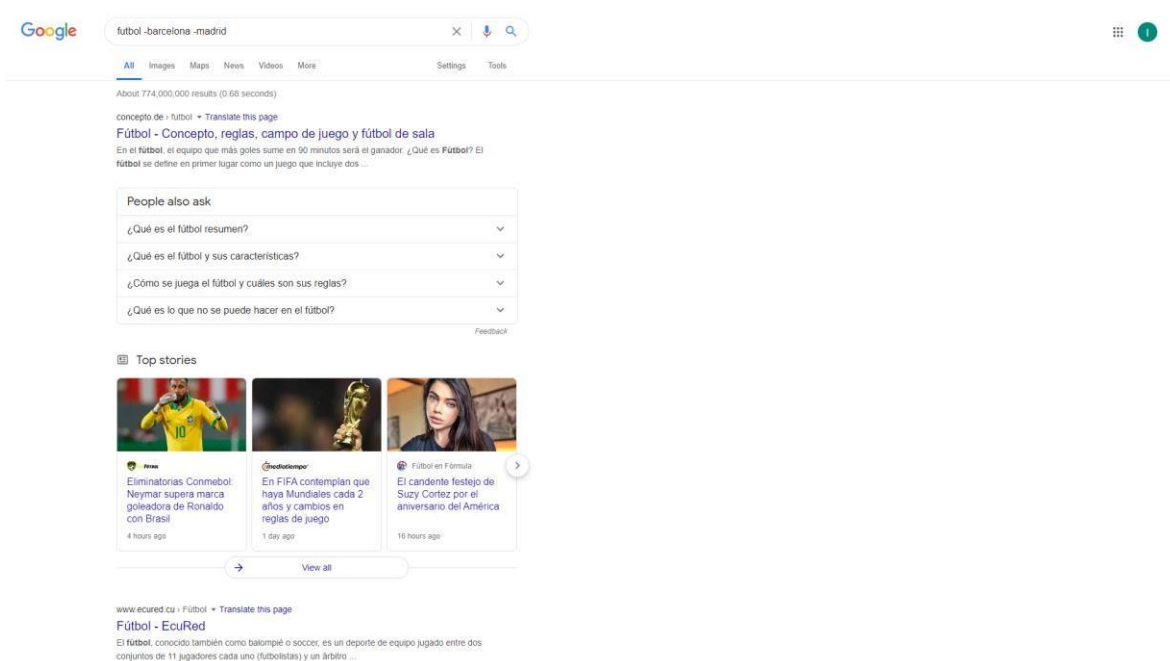 Google
futbol -barcelona -madrid
All Images Maps News Videos More Settings Tools
About 774,000,000 results (0.68 seconds)
concepto.de › futbol Translate this page
Fútbol - Concepto, reglas, campo de juego y fútbol de sala
En el fútbol, el equipo que más goles sume en 90 minutos será el ganador. ¿Qué es Fútbol? El
fútbol se define en primer lugar como un juego que incluye dos ...
People also ask
¿Qué es el fútbol resumen?
¿Qué es el fútbol y sus características?
¿Cómo se juega el fútbol y cuáles son sus reglas?
¿Qué es lo que no se puede hacer en el fútbol?
Feedback
Top stories
10
Eliminatorias Conmebol:
Neymar supera marca
goleadora de Ronaldo
con Brasil
4 hours ago
mediotiempo
En FIFA contemplan que
haya Mundiales cada 2
años y cambios en
reglas de juego
1 day ago
Fútbol en Fórmula
El candente festejo de
Suzy Cortez por el
aniversario del América
16 hours ago
View all
www.ecured.cu › Fútbol Translate this page
Fútbol - EcuRed
El fútbol, conocido también como balompié o soccer, es un deporte de equipo jugado entre dos
conjuntos de 11 jugadores cada uno (futbolistas) y un árbitro ...